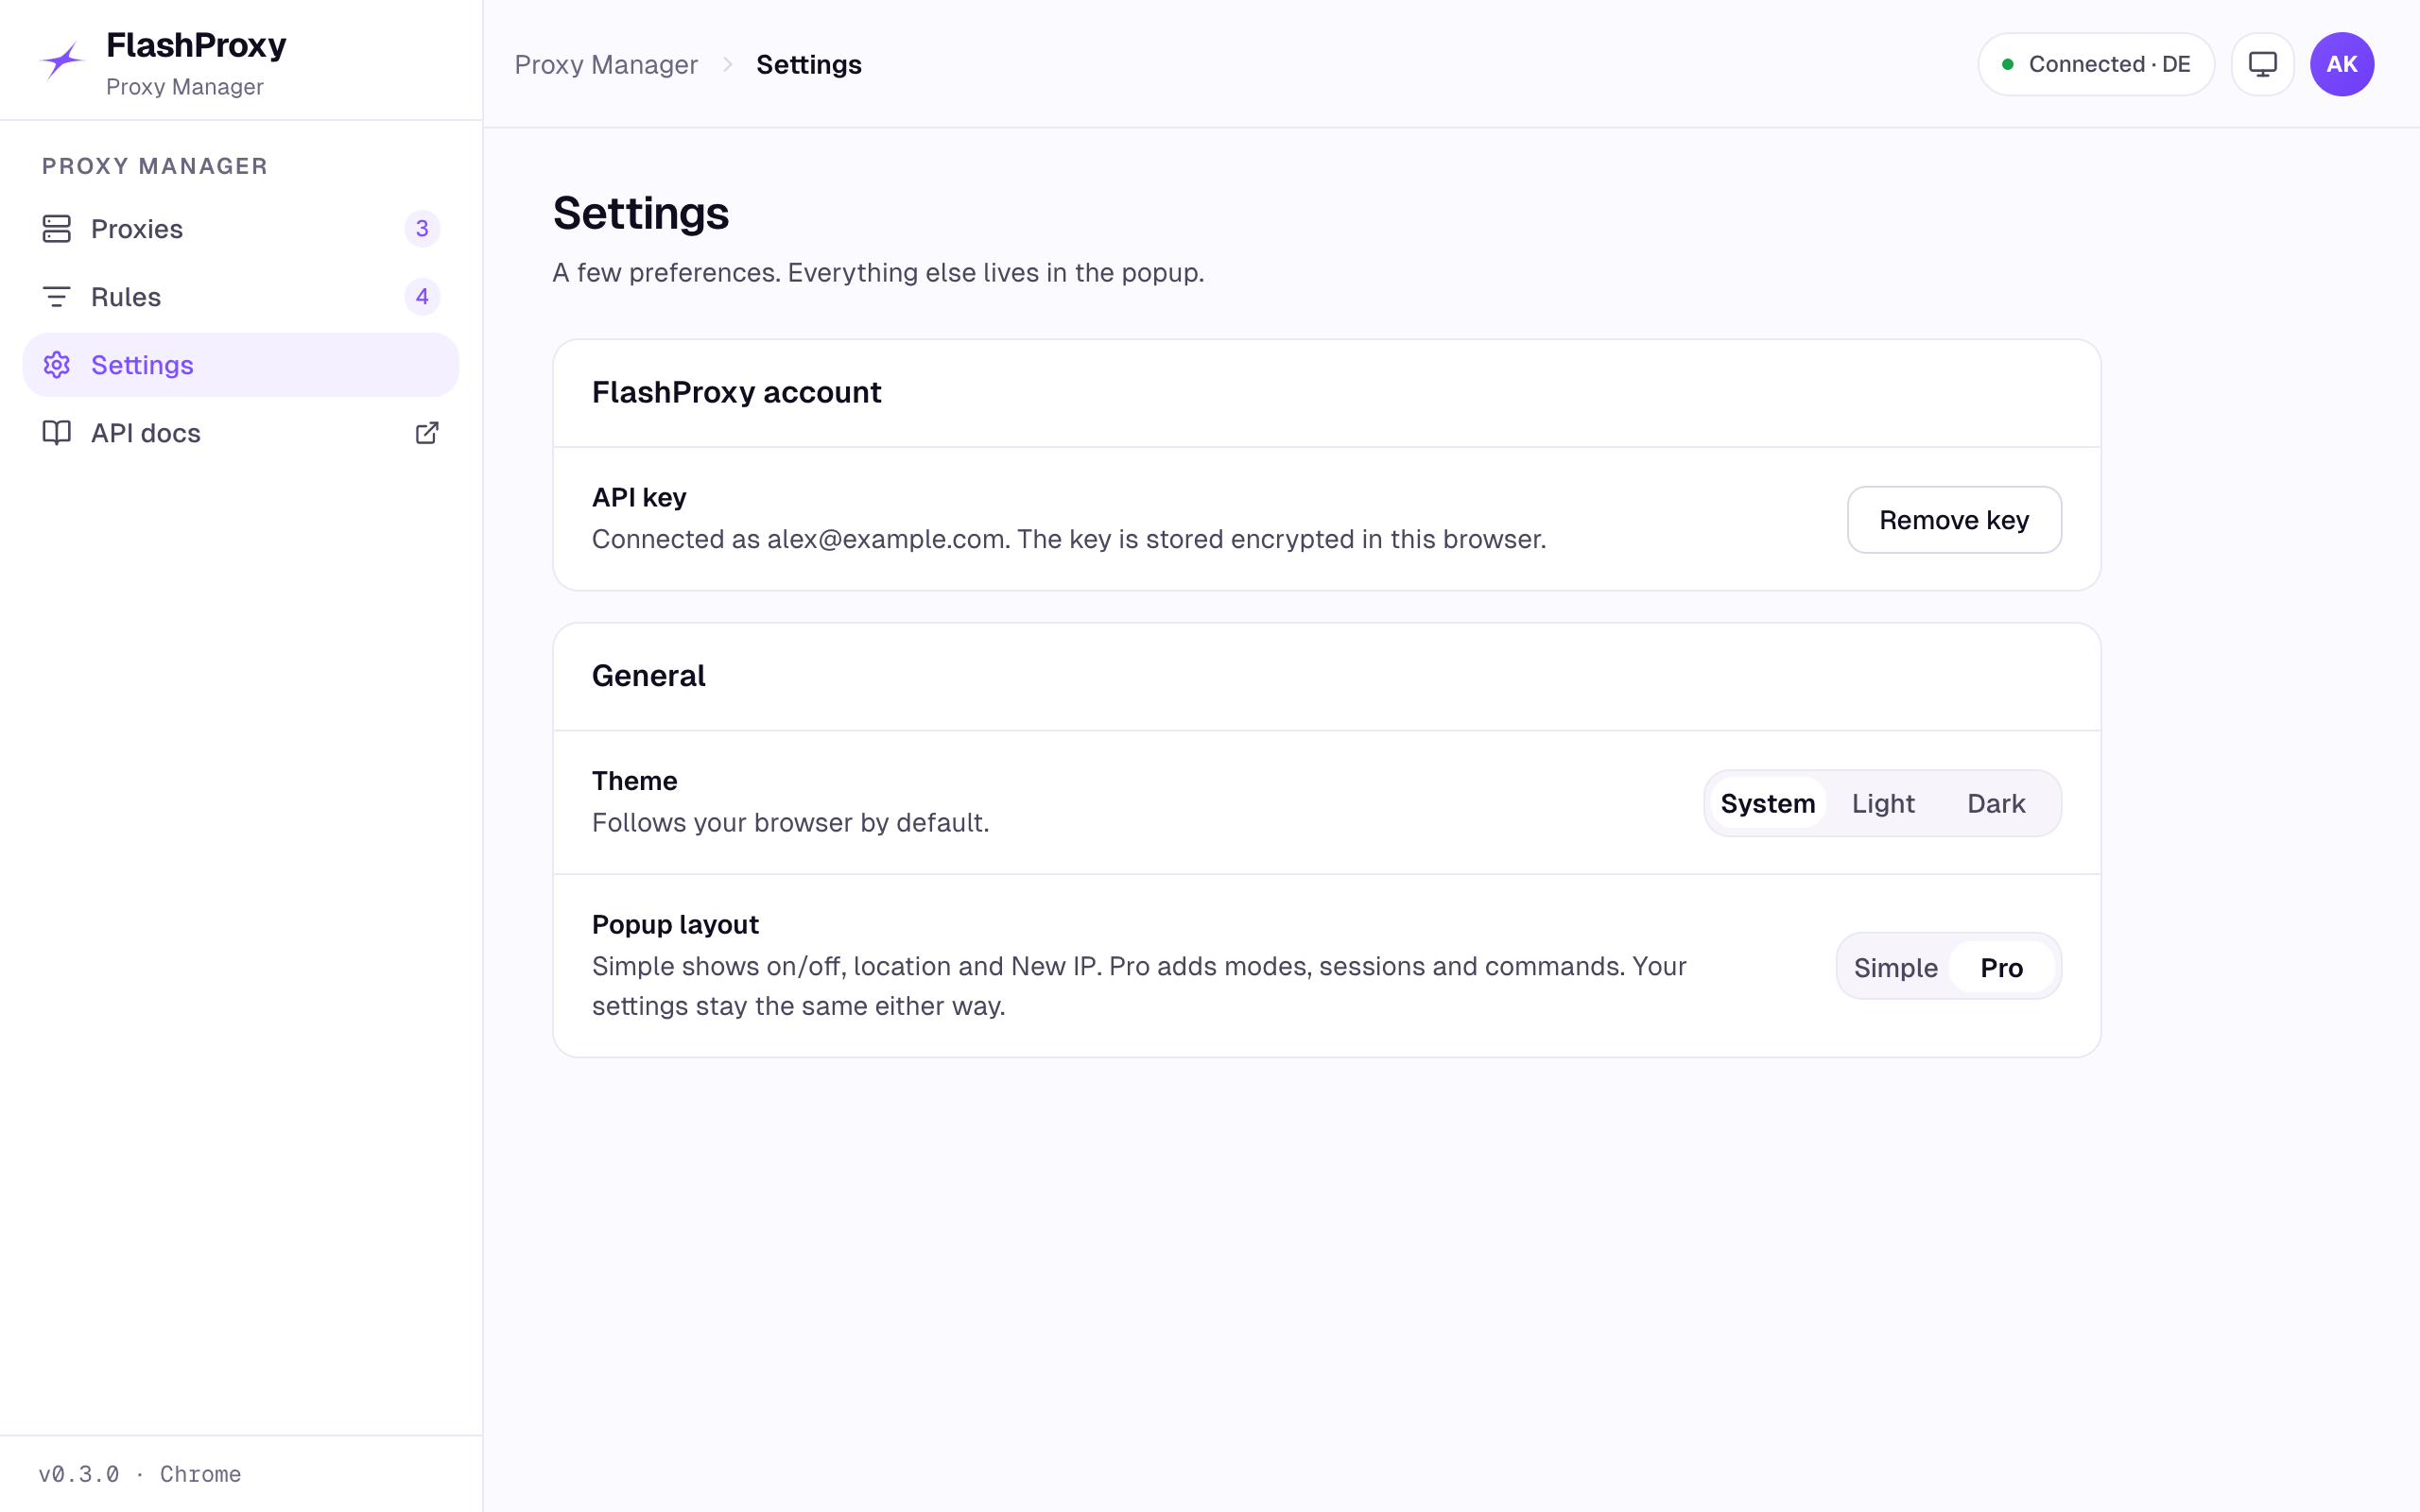 FlashProxy
Proxy Manager
PROXY MANAGER
Proxies 3
Rules 4
Settings
API docs
v0.3.0 · Chrome
Proxy Manager Settings
Connected · DE
AK
Settings
A few preferences. Everything else lives in the popup.
FlashProxy account
API key
Connected as alex@example.com. The key is stored encrypted in this browser.
Remove key
General
Theme
Follows your browser by default.
System Light Dark
Popup layout
Simple shows on/off, location and New IP. Pro adds modes, sessions and commands. Your
settings stay the same either way.
Simple Pro